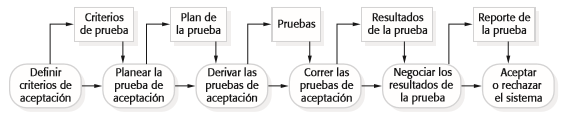 Criterios
de prueba
Plan de
la prueba
Pruebas
Resultados
de la prueba
Reporte de
la prueba
Definir
criterios de
aceptación
Planear la
prueba de
aceptación
Derivar las
pruebas de
aceptación
Correr las
pruebas de
aceptación
Negociar los
resultados de
la prueba
Aceptar
o rechazar
el sistema